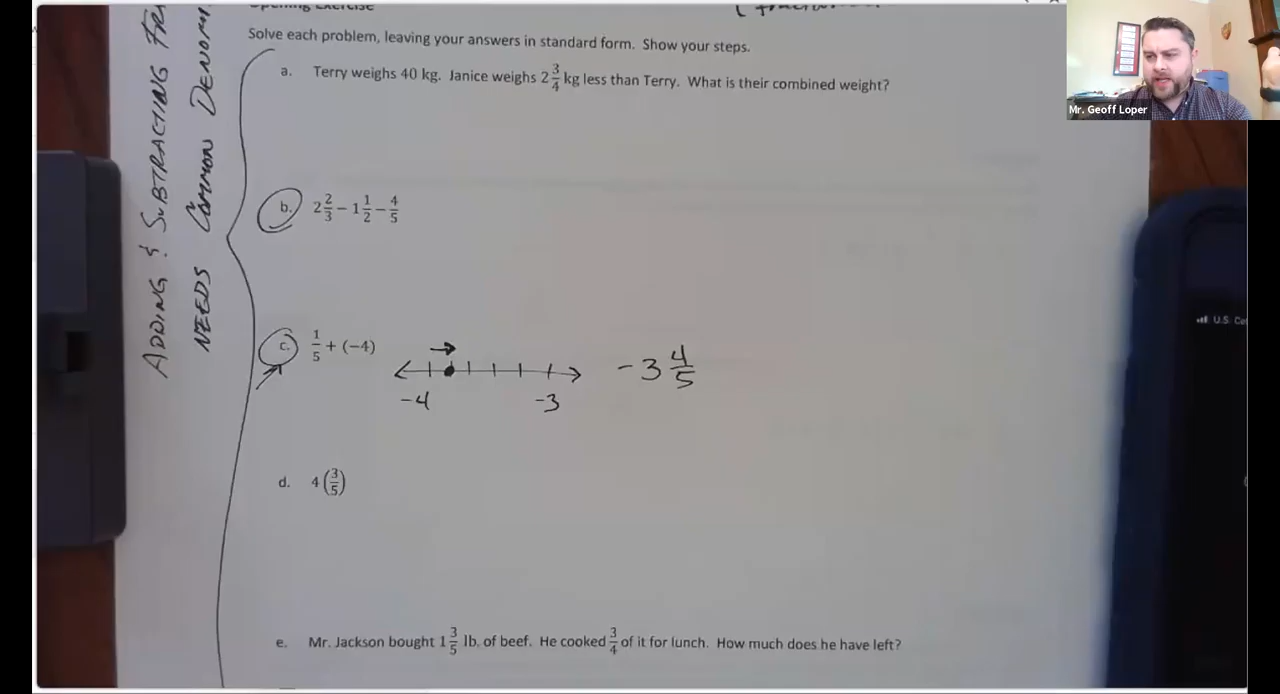 Opening Exercise
Solve each problem, leaving your answers in standard form. Show your steps.
a. Terry weighs 40 kg. Janice weighs 2 3/4 kg less than Terry. What is their combined weight?
b. 2 2/3 − 1 1/2 − 4/5
c. 1/5 + (−4)
-4 -3
-3 4/5
d. 4(3/5)
e. Mr. Jackson bought 1 3/5 lb. of beef. He cooked 3/4 of it for lunch. How much does he have left?
ADDING & SUBTRACTING
NEEDS COMMON
Mr. Geoff Loper
U.S.